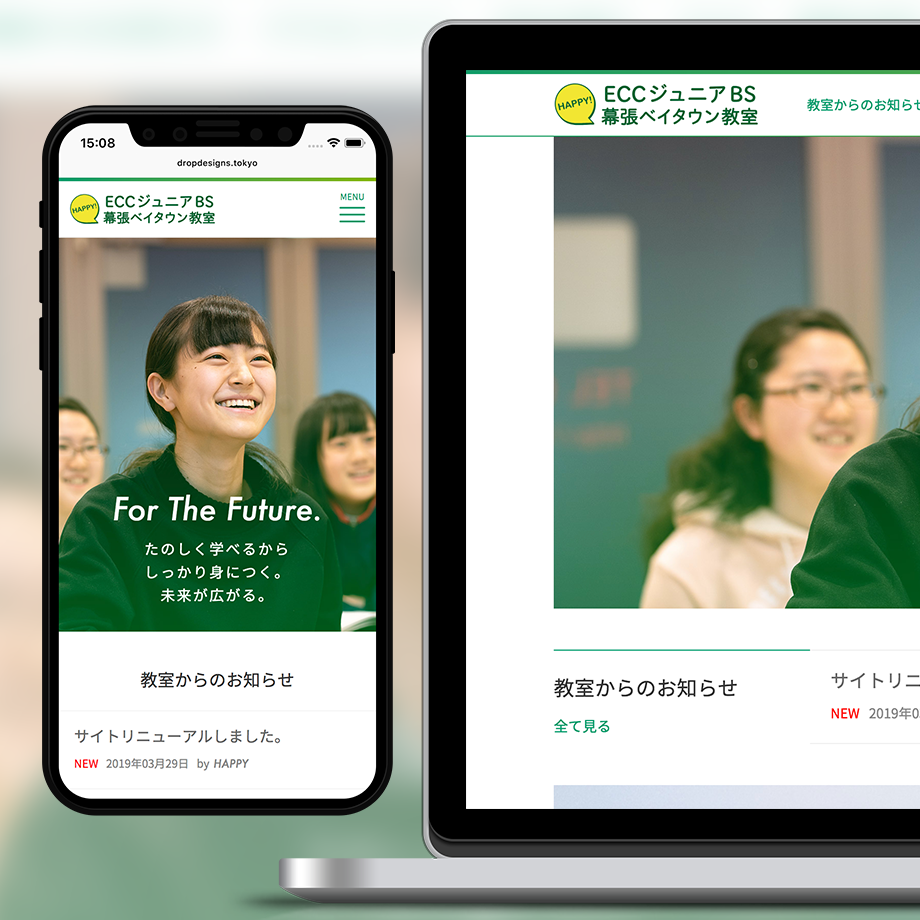 15:08
dropdesigns.tokyo
HAPPY!
ECCジュニアBS
幕張ベイタウン教室
MENU
For The Future.
たのしく学べるから
しっかり身につく。
未来が広がる。
教室からのお知らせ
サイトリニューアルしました。
NEW 2019年03月29日 by HAPPY
HAPPY!
ECCジュニアBS
幕張ベイタウン教室
教室からのお知らせ
教室からのお知らせ
全て見る
サイトリニ
NEW 2019年0